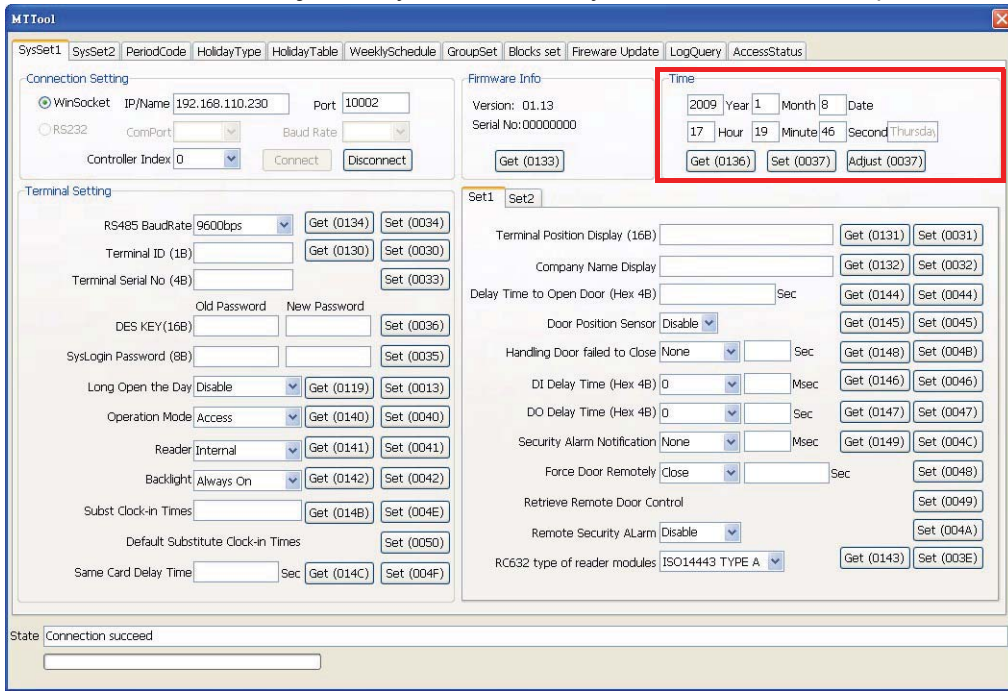 MTTool
SysSet1 SysSet2 PeriodCode HolidayType HolidayTable WeeklySchedule GroupSet Blocks set Fireware Update LogQuery AccessStatus
Connection Setting
WinSocket IP/Name 192.168.110.230 Port 10002
RS232 ComPort Baud Rate
Controller Index 0 Connect Disconnect
Firmware Info
Version: 01.13
Serial No:00000000
Get (0133)
Time
2009 Year 1 Month 8 Date
17 Hour 19 Minute 46 Second Thursday
Get (0136) Set (0037) Adjust (0037)
Terminal Setting
RS485 BaudRate 9600bps Get (0134) Set (0034)
Terminal ID (1B) Get (0130) Set (0030)
Terminal Serial No (4B) Set (0033)
Old Password New Password
DES KEY(16B) Set (0036)
SysLogin Password (8B) Set (0035)
Long Open the Day Disable Get (0119) Set (0013)
Operation Mode Access Get (0140) Set (0040)
Reader Internal Get (0141) Set (0041)
Backlight Always On Get (0142) Set (0042)
Subst Clock-in Times Get (014B) Set (004E)
Default Substitute Clock-in Times Set (0050)
Same Card Delay Time Sec Get (014C) Set (004F)
Set1 Set2
Terminal Position Display (16B) Get (0131) Set (0031)
Company Name Display Get (0132) Set (0032)
Delay Time to Open Door (Hex 4B) Sec Get (0144) Set (0044)
Door Position Sensor Disable Get (0145) Set (0045)
Handling Door failed to Close None Sec Get (0148) Set (004B)
DI Delay Time (Hex 4B) 0 Msec Get (0146) Set (0046)
DO Delay Time (Hex 4B) 0 Sec Get (0147) Set (0047)
Security Alarm Notification None Msec Get (0149) Set (004C)
Force Door Remotely Close Sec Set (0048)
Retrieve Remote Door Control Set (0049)
Remote Security ALarm Disable Set (004A)
RC632 type of reader modules ISO14443 TYPE A Get (0143) Set (003E)
State Connection succeed